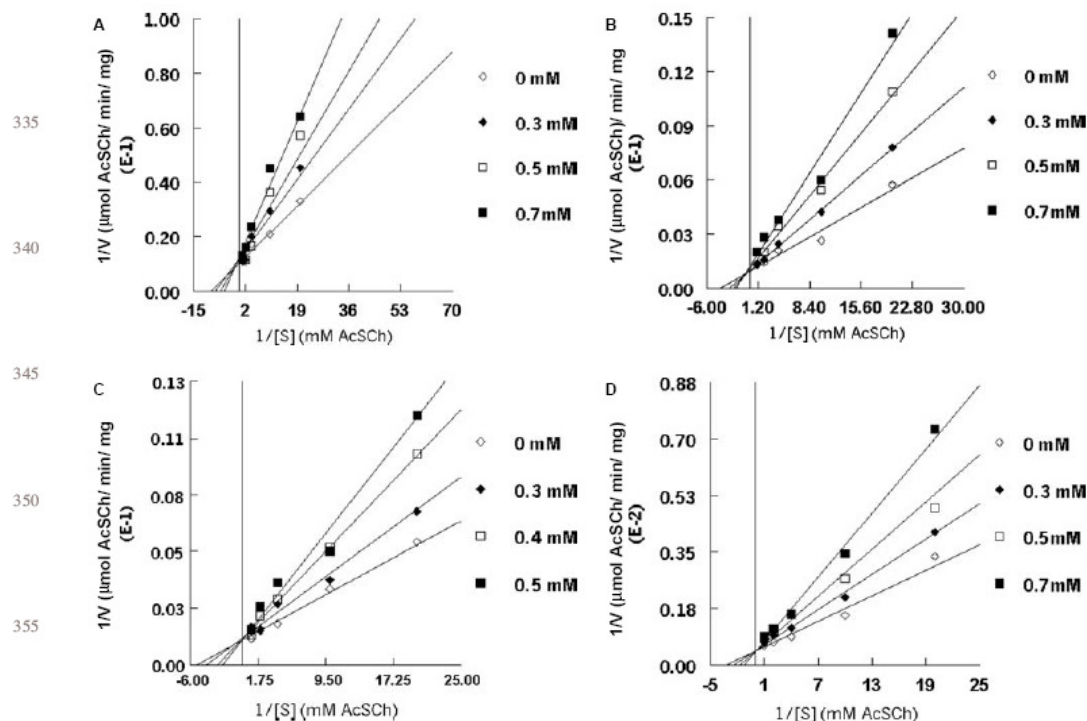 A
1.00
0.80
0.60
0.40
0.20
0.00
-15
2
19
36
53
70
1/V (µmol AcSCh/ min/ mg)
(E-1)
1/[S] (mM AcSCh)
0 mM
0.3 mM
0.5 mM
0.7mM
B
0.15
0.12
0.09
0.06
0.03
0.00
-6.00
1.20
8.40
15.60
22.80
30.00
1/V (µmol AcSCh)/ min/ mg)
(E-1)
1/[S] (mM AcSCh)
0 mM
0.3 mM
0.5mM
0.7 mM
335
340
345
350
355
C
0.13
0.11
0.08
0.05
0.03
0.00
-6.00
1.75
9.50
17.25
25.00
1/V (µmol AcSCh/ min/ mg)
(E-1)
1/[S] (mM AcSCh)
0 mM
0.3 mM
0.4 mM
0.5 mM
D
0.88
0.70
0.53
0.35
0.18
0.00
-5
1
7
13
19
25
1/V (µmol AcSCh/ min/ mg)
(E-2)
1/[S] (mM AcSCh)
0 mM
0.3 mM
0.5 mM
0.7 mM